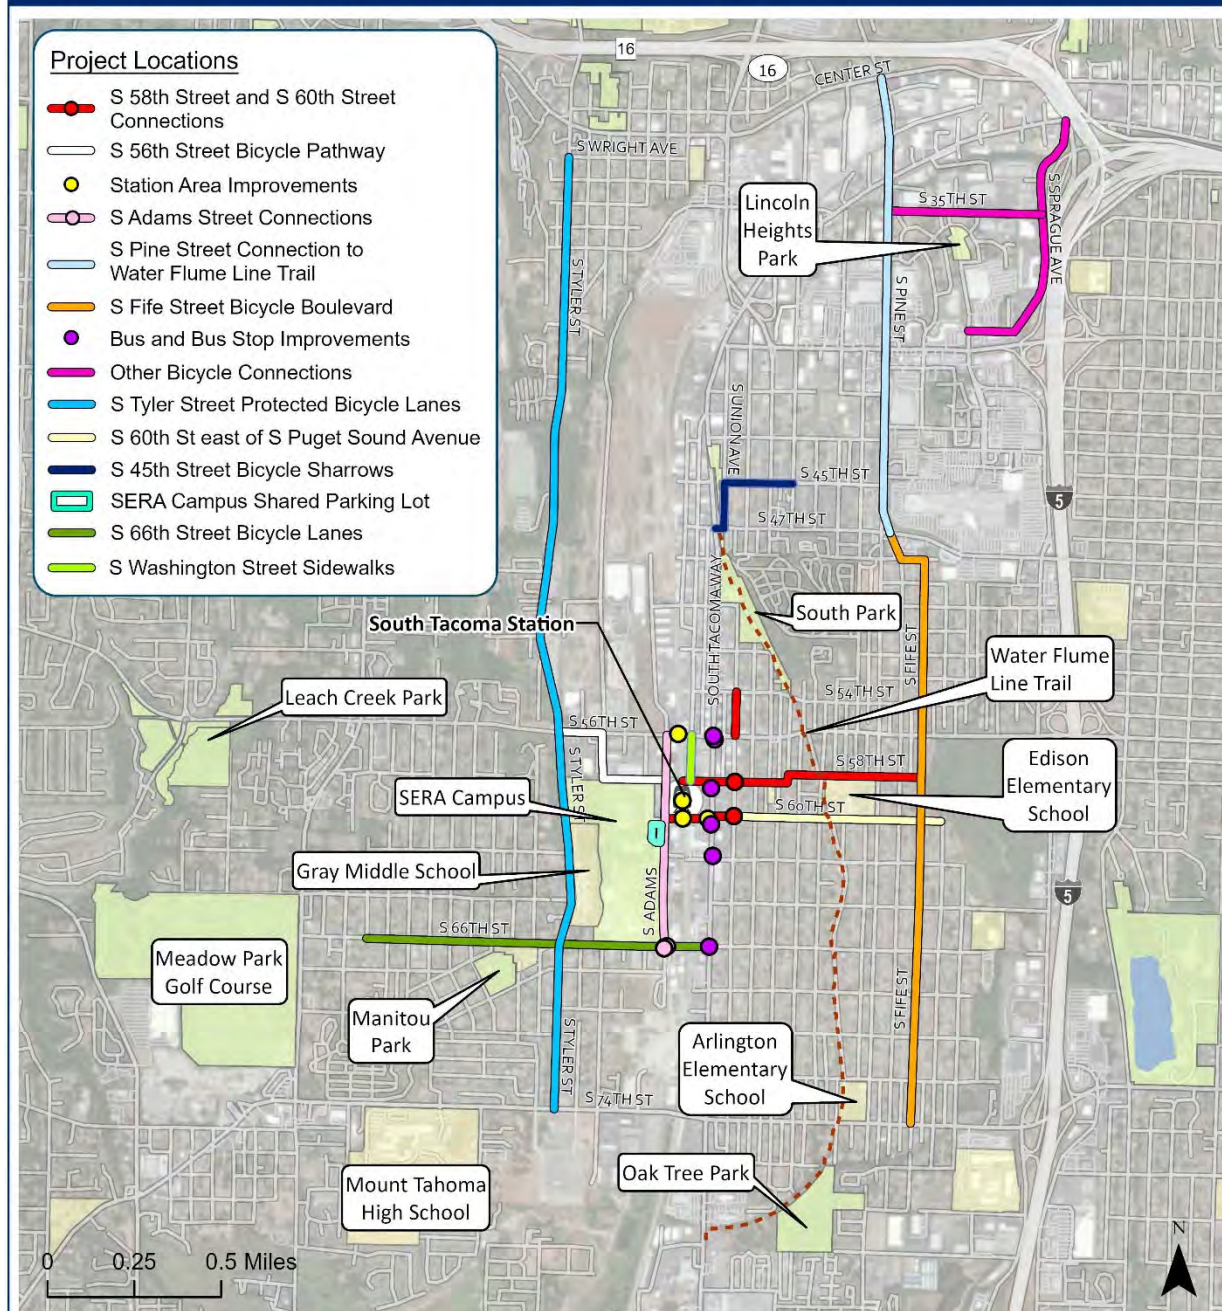 Project Locations
S 58th Street and S 60th Street
Connections
S 56th Street Bicycle Pathway
Station Area Improvements
S Adams Street Connections
S Pine Street Connection to
Water Flume Line Trail
S Fife Street Bicycle Boulevard
Bus and Bus Stop Improvements
Other Bicycle Connections
S Tyler Street Protected Bicycle Lanes
S 60th St east of S Puget Sound Avenue
S 45th Street Bicycle Sharrows
SERA Campus Shared Parking Lot
S 66th Street Bicycle Lanes
S Washington Street Sidewalks
16
16
CENTER ST
S WRIGHT AVE
S 35TH ST
S SPRAGUE AVE
Lincoln
Heights
Park
S TYLER ST
S PINE ST
S UNION AVE
S 45TH ST
S 47TH ST
5
SOUTH TACOMA WAY
South Park
South Tacoma Station
S FIFE ST
Water Flume
Line Trail
Leach Creek Park
S 54TH ST
S 56TH ST
S 58TH ST
Edison
Elementary
School
S TYLER ST
SERA Campus
S 60TH ST
Gray Middle School
S ADAMS
5
S 66TH ST
Meadow Park
Golf Course
Manitou
Park
S FIFE ST
Arlington
Elementary
School
S TYLER ST
S 74TH ST
Mount Tahoma
High School
Oak Tree Park
N
0 0.25 0.5 Miles